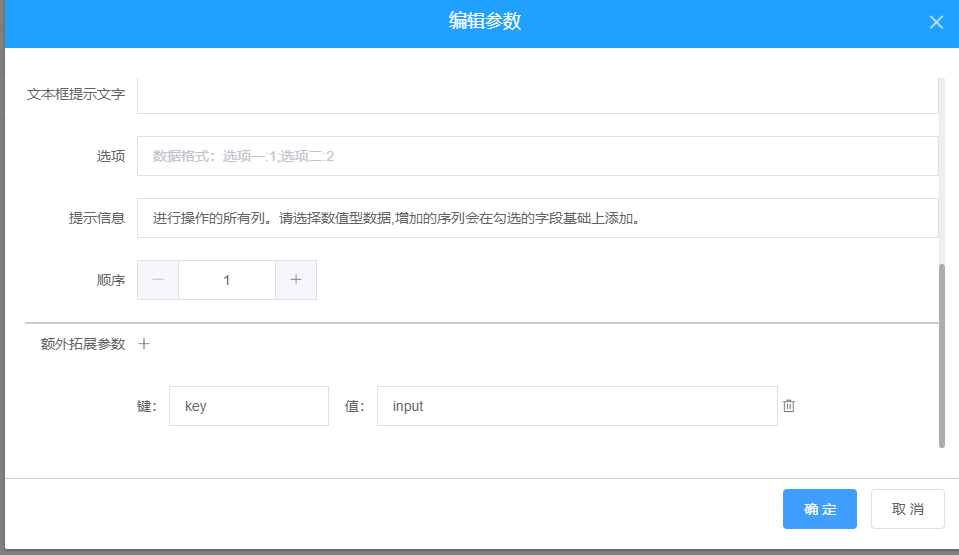 编辑参数
文本框提示文字
选项 数据格式：选项一:1;选项二:2
提示信息 进行操作的所有列。请选择数值型数据,增加的序列会在勾选的字段基础上添加。
顺序 1
额外拓展参数
键： key 值： input
确定 取消